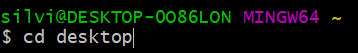 silvi@DESKTOP-OO86LON MINGW64 ~
$ cd desktop